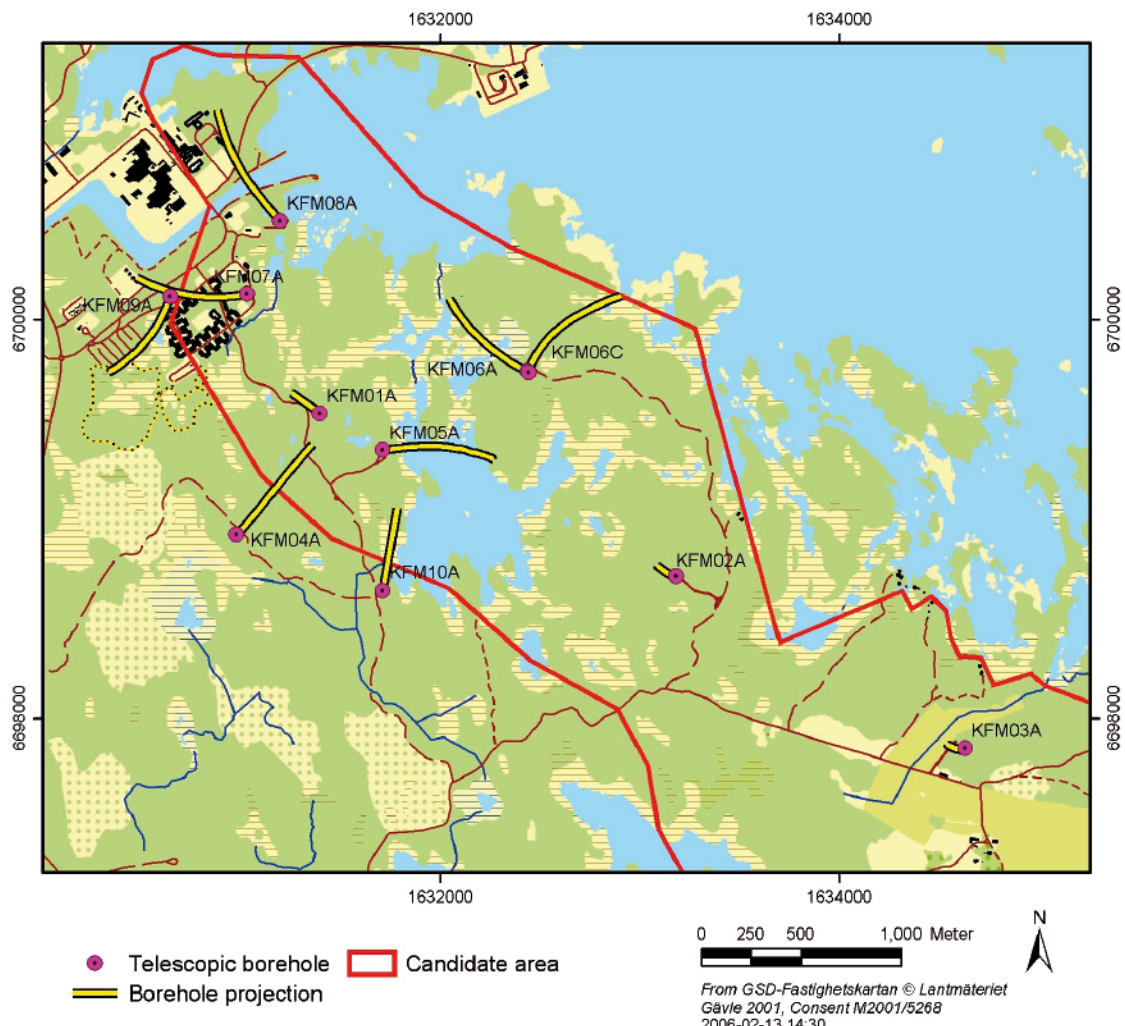 1632000
1634000
KFM08A
KFM07A
KFM09A
6700000
6700000
KFM06C
KFM06A
KFM01A
KFM05A
KFM04A
KFM10A
KFM02A
6698000
6698000
KFM03A
1632000
1634000
N
0 250 500 1,000 Meter
Telescopic borehole
Candidate area
Borehole projection
From GSD-Fastighetskartan © Lantmäteriet
Gävle 2001, Consent M2001/5268
2006-02-13 14:30